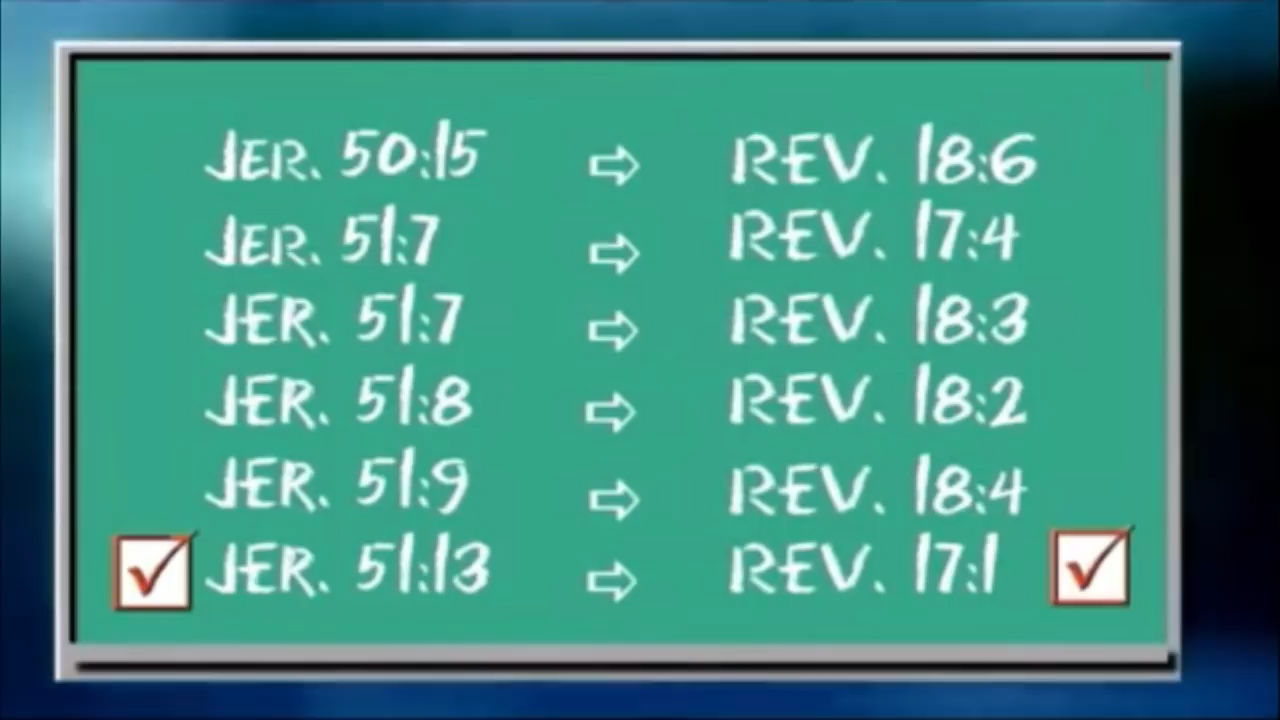 JER. 50:15 ⇨ REV. 18:6
JER. 51:7 ⇨ REV. 17:4
JER. 51:7 ⇨ REV. 18:3
JER. 51:8 ⇨ REV. 18:2
JER. 51:9 ⇨ REV. 18:4
JER. 51:13 ⇨ REV. 17:1